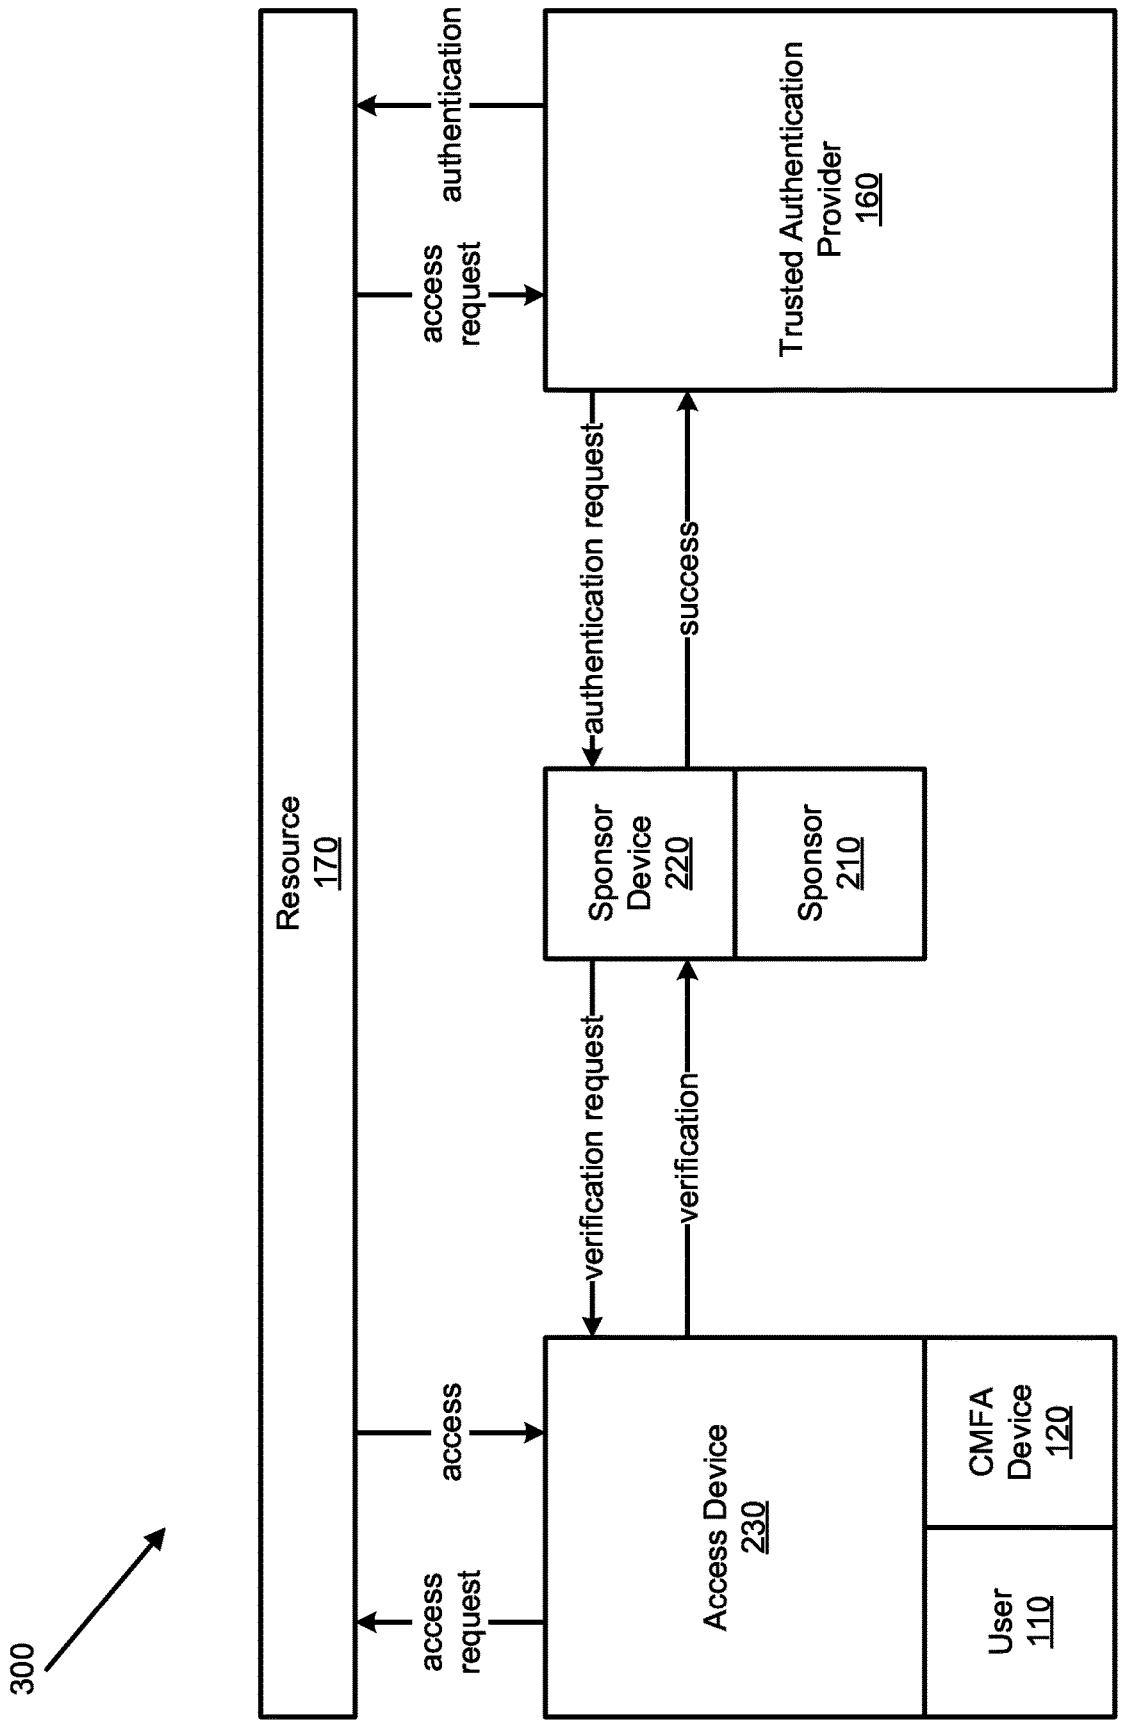 300
Resource
170
access
request
access
access
request
authentication
Access Device
230
User
110
CMFA
Device
120
verification request
verification
Sponsor
Device
220
Sponsor
210
authentication request
success
Trusted Authentication
Provider
160